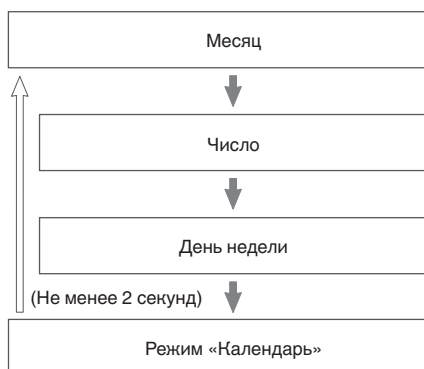 Месяц
Число
День недели
(Не менее 2 секунд)
Режим «Календарь»